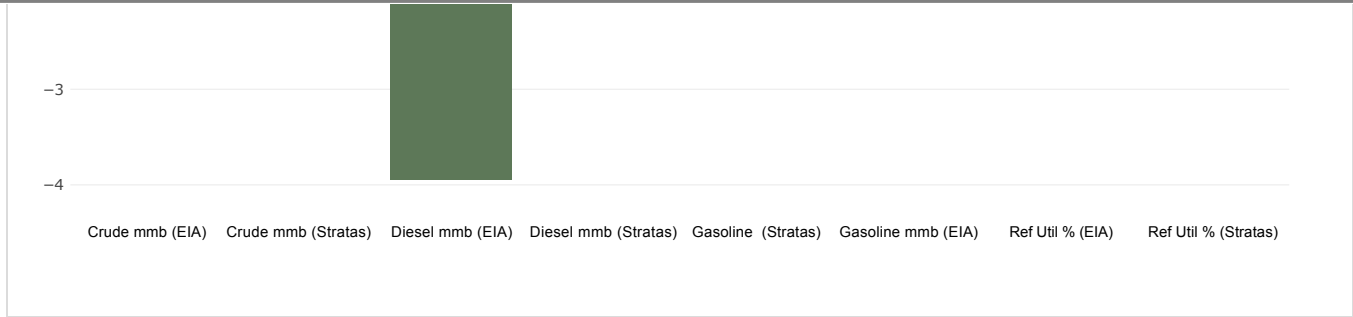 −3
−4
Crude mmb (EIA) Crude mmb (Stratas) Diesel mmb (EIA) Diesel mmb (Stratas) Gasoline  (Stratas) Gasoline mmb (EIA) Ref Util % (EIA) Ref Util % (Stratas)